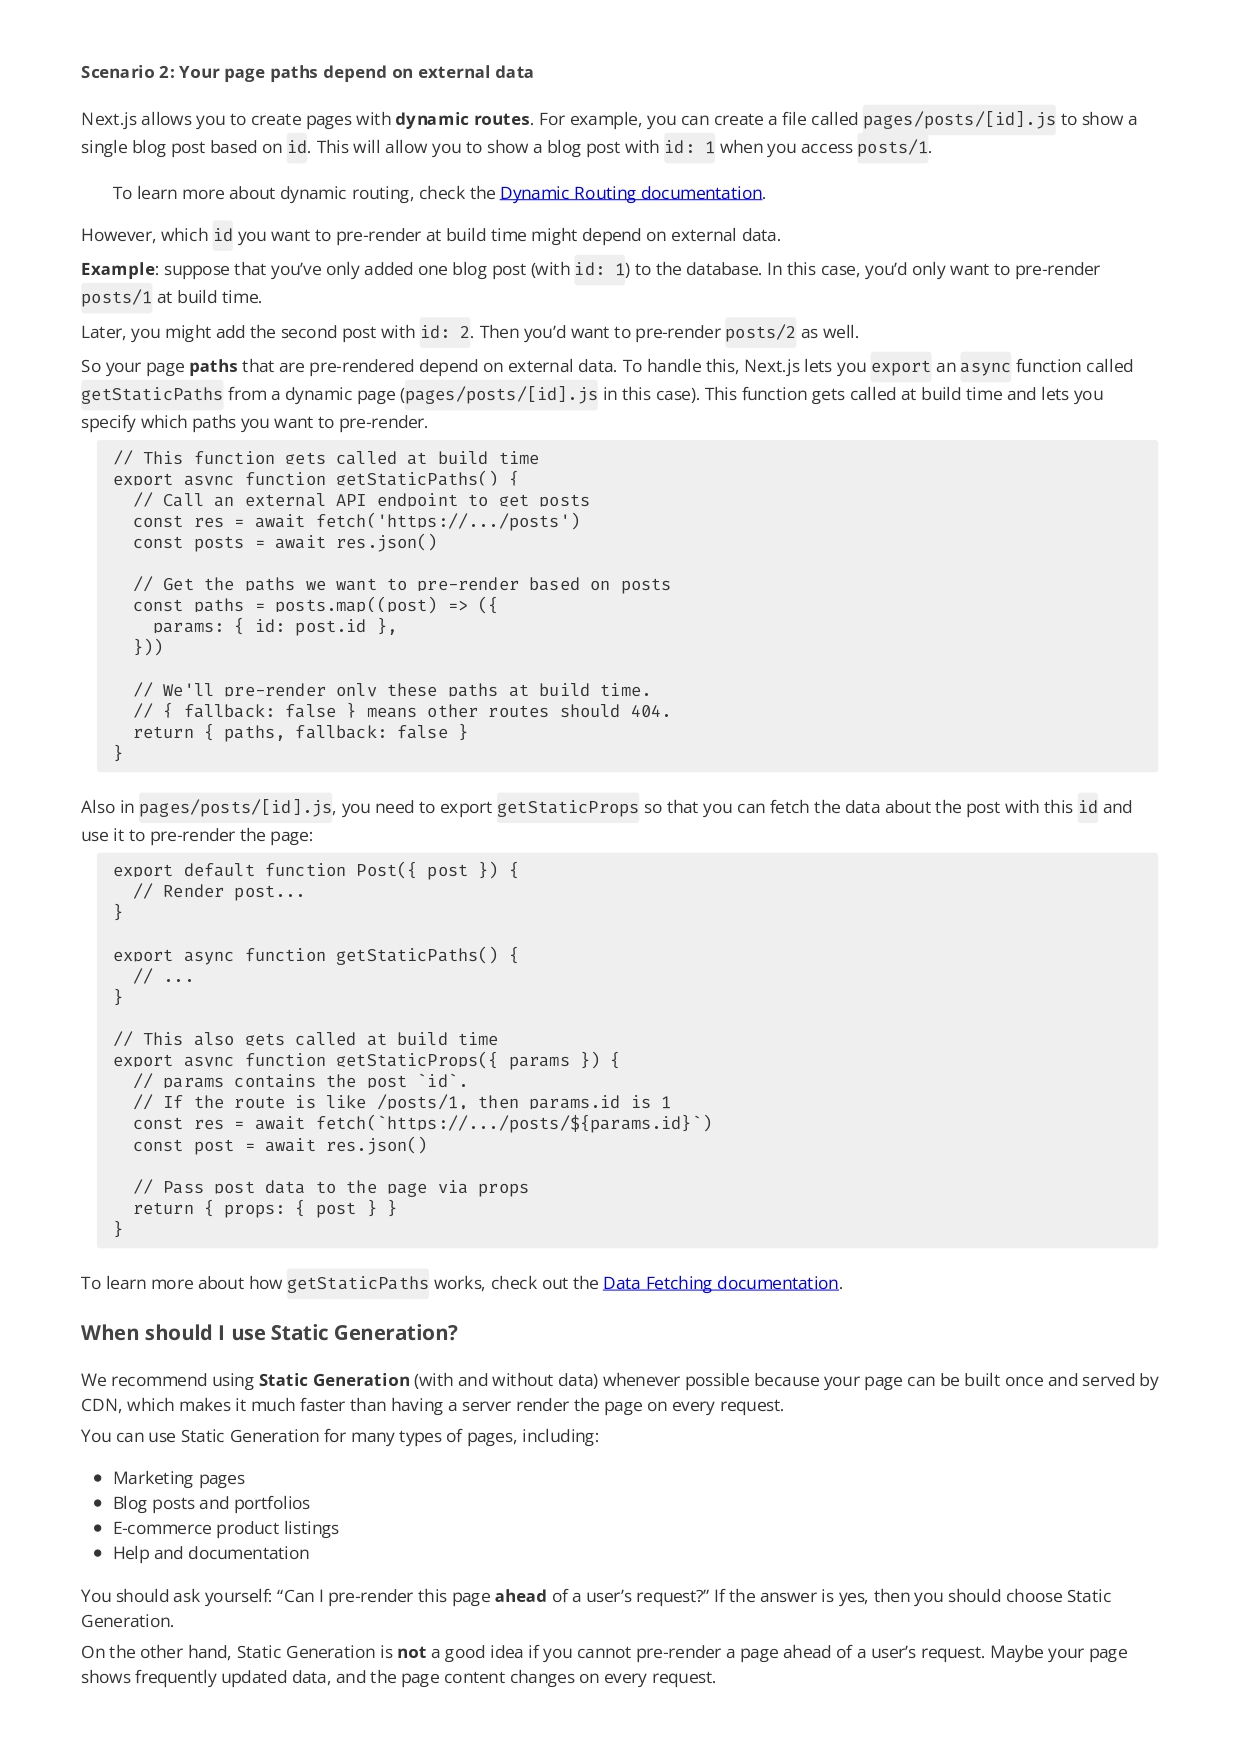 Scenario 2: Your page paths depend on external data
Next.js allows you to create pages with dynamic routes. For example, you can create a file called pages/posts/[id].js to show a
single blog post based on id. This will allow you to show a blog post with id: 1 when you access posts/1.
To learn more about dynamic routing, check the Dynamic Routing documentation.
However, which id you want to pre-render at build time might depend on external data.
Example: suppose that you’ve only added one blog post (with id: 1) to the database. In this case, you’d only want to pre-render
posts/1 at build time.
Later, you might add the second post with id: 2. Then you’d want to pre-render posts/2 as well.
So your page paths that are pre-rendered depend on external data. To handle this, Next.js lets you export an async function called
getStaticPaths from a dynamic page (pages/posts/[id].js in this case). This function gets called at build time and lets you
specify which paths you want to pre-render.
// This function gets called at build time
export async function getStaticPaths() {
  // Call an external API endpoint to get posts
  const res = await fetch('https://.../posts')
  const posts = await res.json()

  // Get the paths we want to pre-render based on posts
  const paths = posts.map((post) => ({
    params: { id: post.id },
  }))

  // We'll pre-render only these paths at build time.
  // { fallback: false } means other routes should 404.
  return { paths, fallback: false }
}
Also in pages/posts/[id].js, you need to export getStaticProps so that you can fetch the data about the post with this id and
use it to pre-render the page:
export default function Post({ post }) {
  // Render post...
}

export async function getStaticPaths() {
  // ...
}

// This also gets called at build time
export async function getStaticProps({ params }) {
  // params contains the post `id`.
  // If the route is like /posts/1, then params.id is 1
  const res = await fetch(`https://.../posts/${params.id}`)
  const post = await res.json()

  // Pass post data to the page via props
  return { props: { post } }
}
To learn more about how getStaticPaths works, check out the Data Fetching documentation.
When should I use Static Generation?
We recommend using Static Generation (with and without data) whenever possible because your page can be built once and served by
CDN, which makes it much faster than having a server render the page on every request.
You can use Static Generation for many types of pages, including:
● Marketing pages
● Blog posts and portfolios
● E-commerce product listings
● Help and documentation
You should ask yourself: “Can I pre-render this page ahead of a user’s request?” If the answer is yes, then you should choose Static
Generation.
On the other hand, Static Generation is not a good idea if you cannot pre-render a page ahead of a user’s request. Maybe your page
shows frequently updated data, and the page content changes on every request.